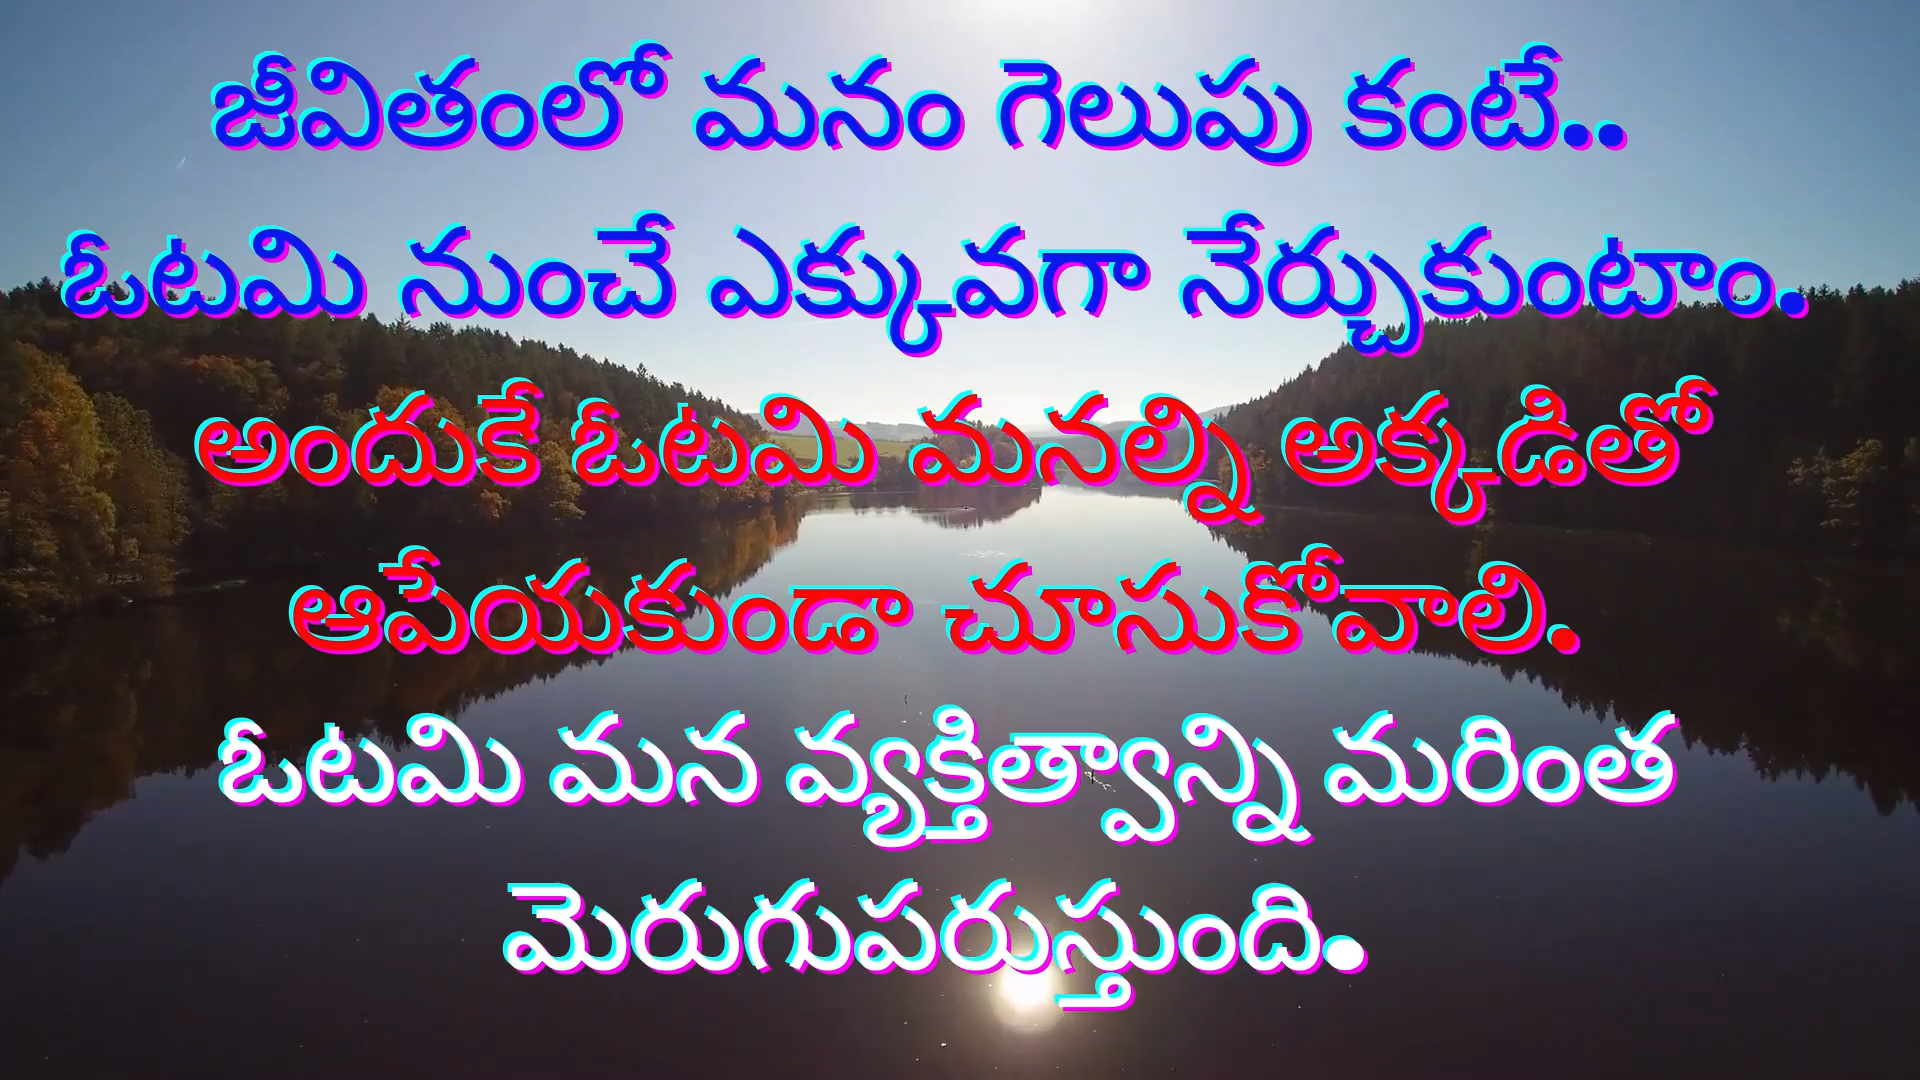 జీవితంలో మనం గెలుపు కంటే..
ఓటమి నుంచే ఎక్కువగా నేర్చుకుంటాం.
అందుకే ఓటమి మనల్ని అక్కడితో
ఆపేయకుండా చూసుకోవాలి.
ఓటమి మన వ్యక్తిత్వాన్ని మరింత
మెరుగుపరుస్తుంది.